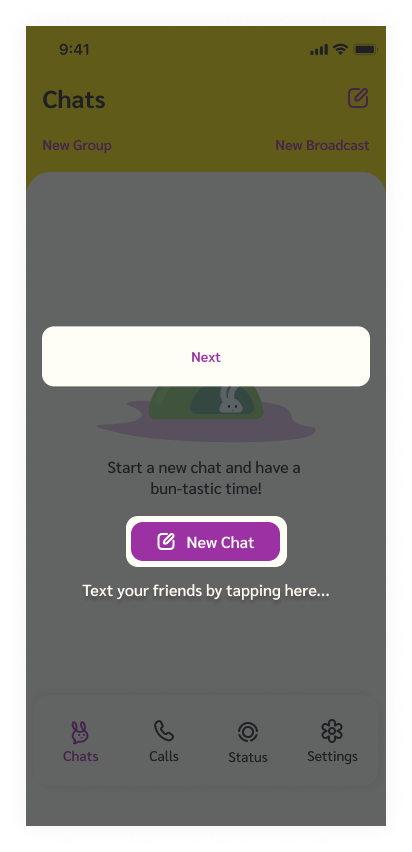 9:41
Chats
New Group
New Broadcast
Next
Start a new chat and have a
bun-tastic time!
New Chat
Text your friends by tapping here...
Chats
Calls
Status
Settings